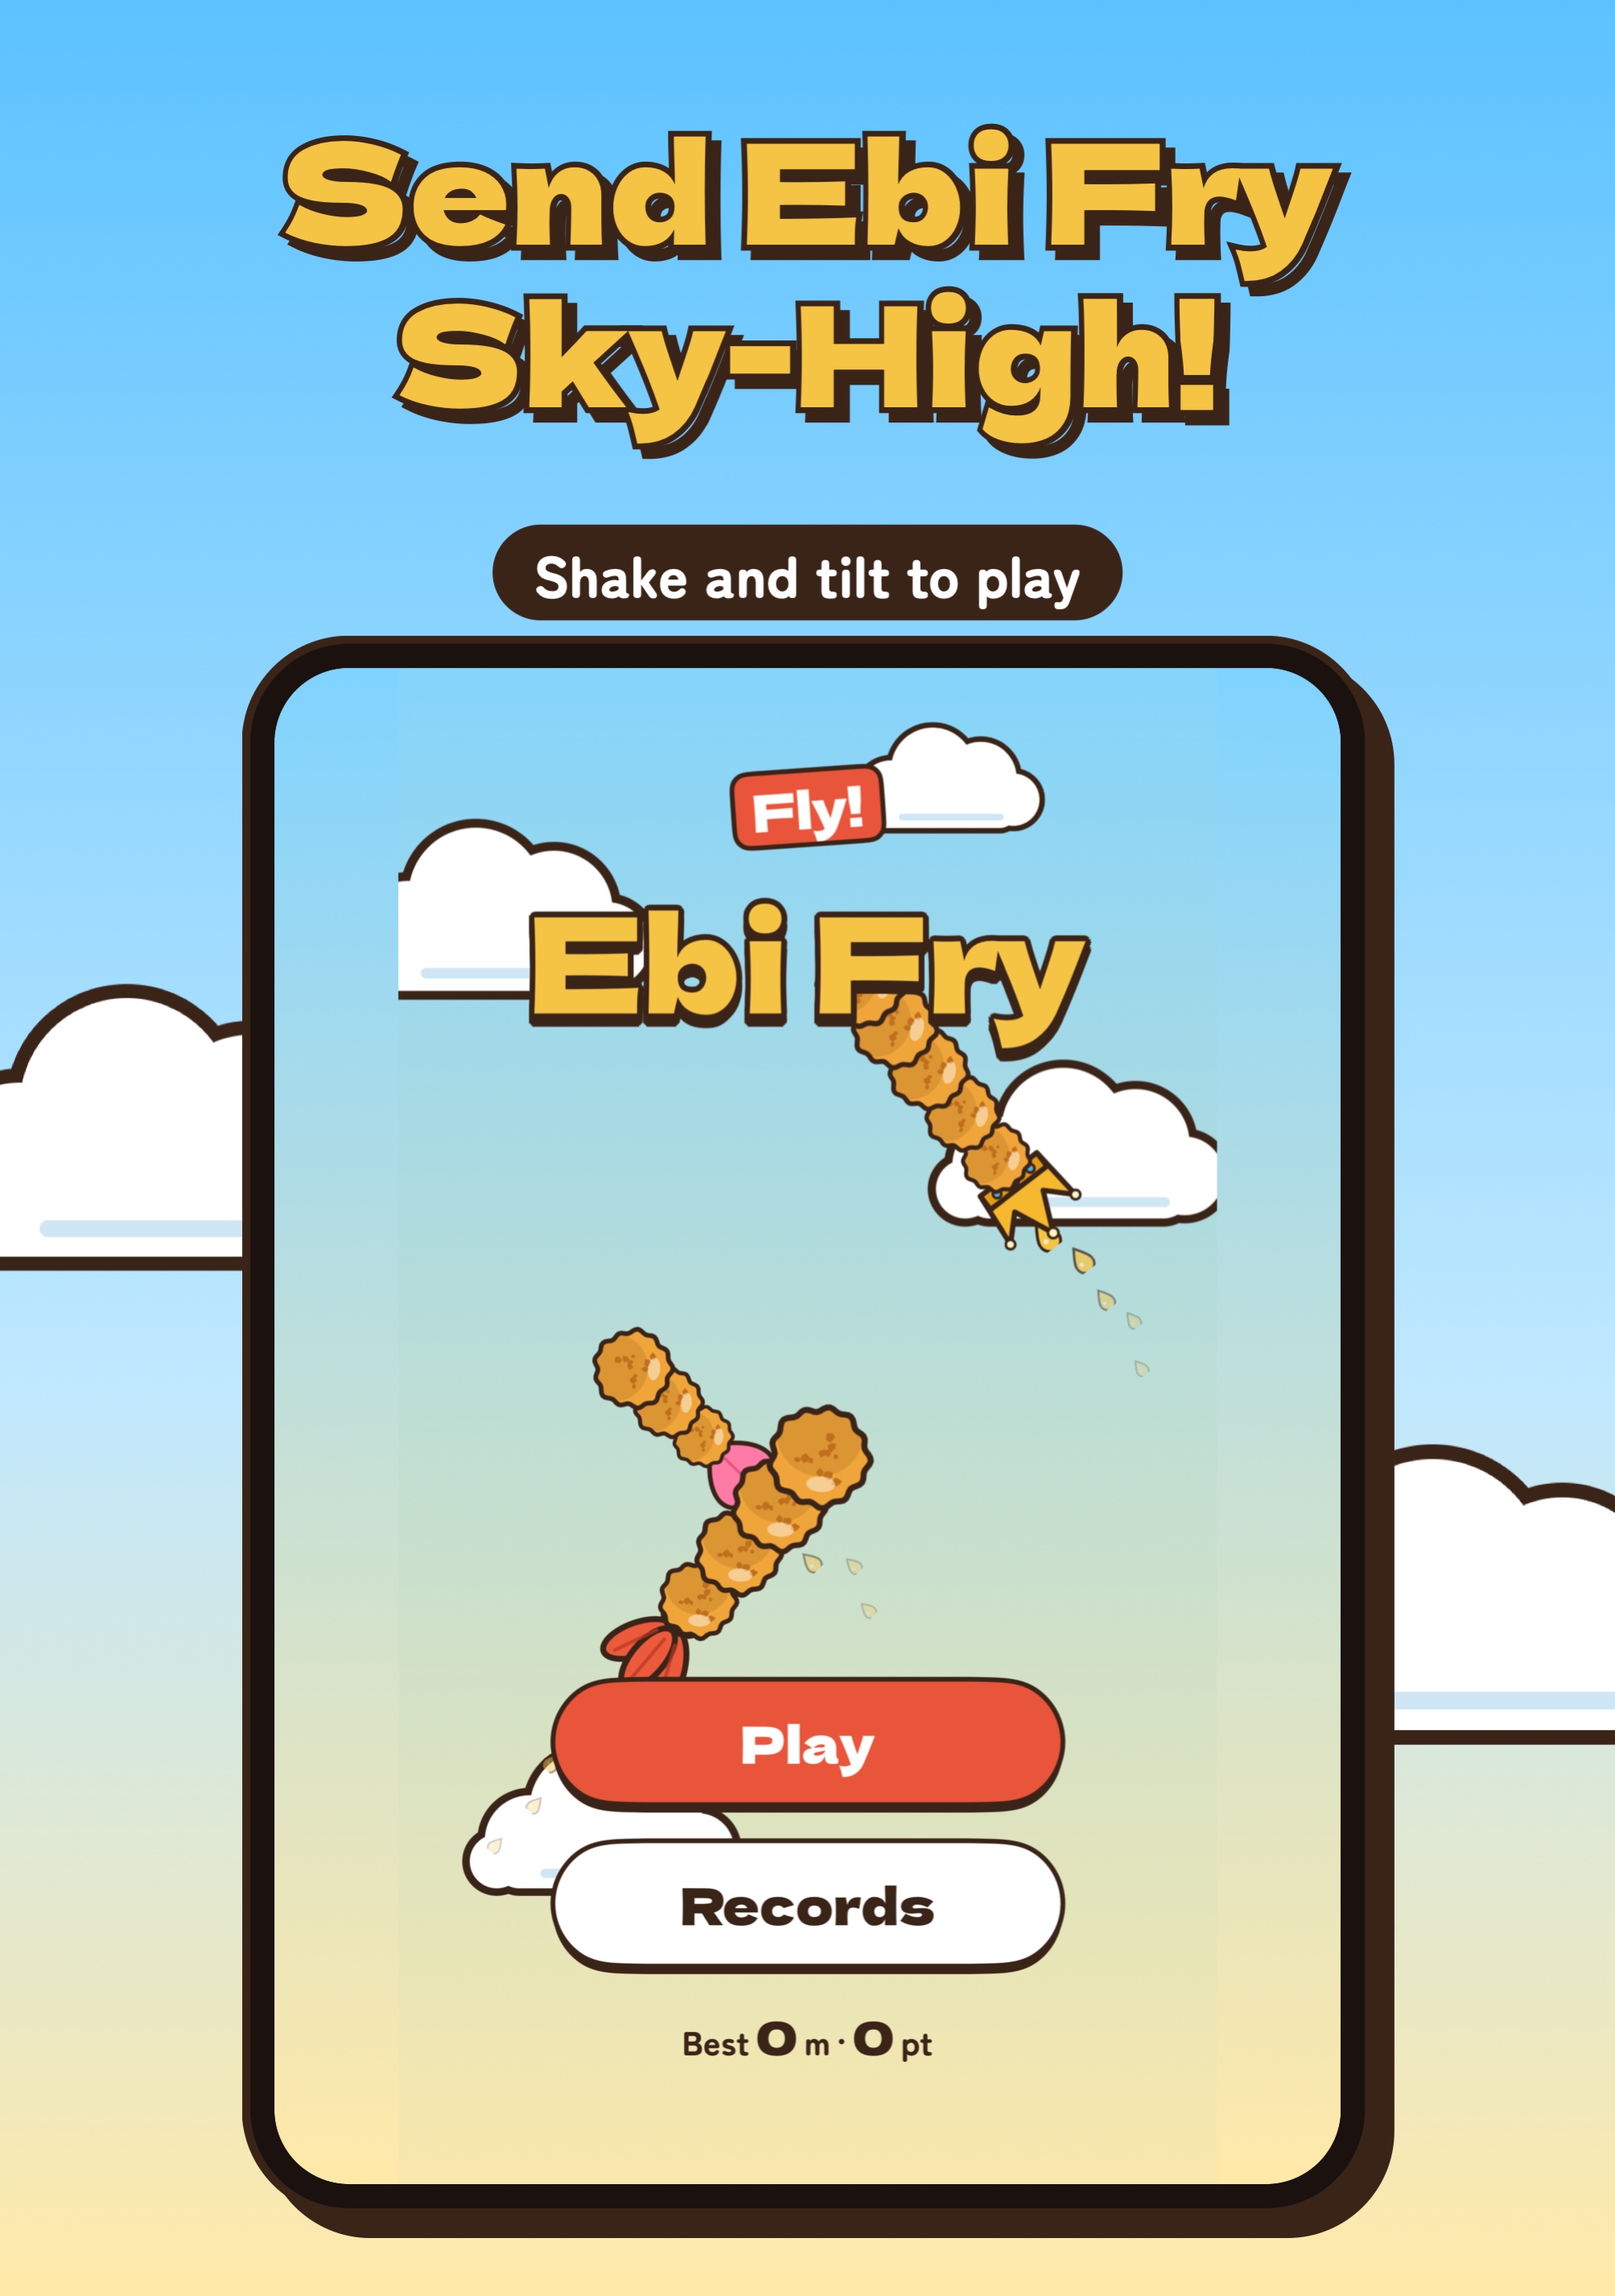 Send Ebi Fry
Sky-High!
Shake and tilt to play
Fly!
Ebi Fry
Play
Records
Best 0 m · 0 pt